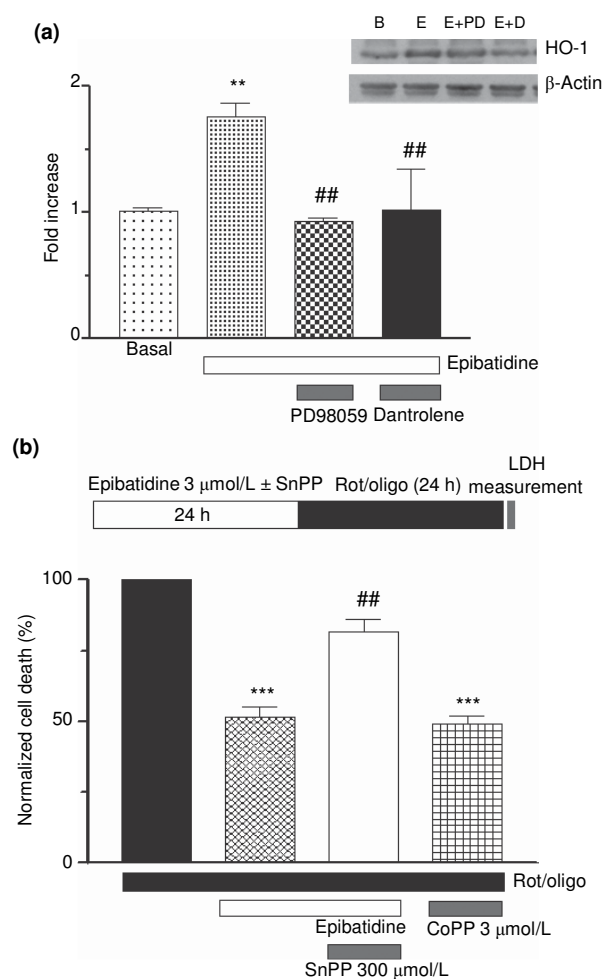 (a)
B E E+PD E+D
HO-1
β-Actin
2
**
##
##
1
Fold increase
0
Basal
Epibatidine
PD98059 Dantrolene
(b)
LDH
Epibatidine 3 μmol/L ± SnPP Rot/oligo (24 h) measurement
24 h
100
##
Normalized cell death (%)
***
***
50
0
Rot/oligo
Epibatidine CoPP 3 μmol/L
SnPP 300 μmol/L